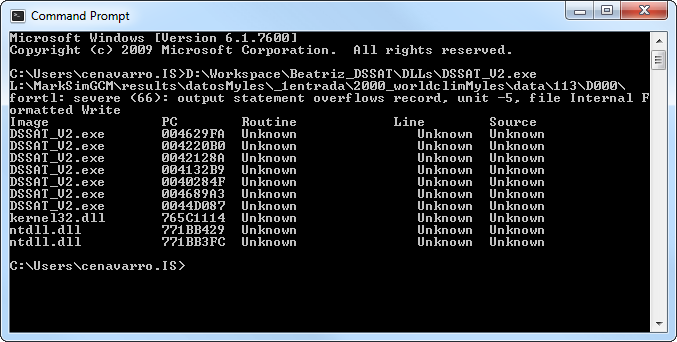 Command Prompt
Microsoft Windows [Version 6.1.7600]
Copyright (c) 2009 Microsoft Corporation.  All rights reserved.
C:\Users\cenavarro.IS>D:\Workspace\Beatriz_DSSAT\DLLs\DSSAT_V2.exe
L:\MarkSimGCM\results\datosMyles\_1entrada\2000_worldclimMyles\data\113\D000\
forrtl: severe (66): output statement overflows record, unit -5, file Internal F
ormatted Write
Image              PC        Routine            Line        Source
DSSAT_V2.exe       004629FA  Unknown               Unknown  Unknown
DSSAT_V2.exe       004220B0  Unknown               Unknown  Unknown
DSSAT_V2.exe       0042128A  Unknown               Unknown  Unknown
DSSAT_V2.exe       004132B9  Unknown               Unknown  Unknown
DSSAT_V2.exe       0040284F  Unknown               Unknown  Unknown
DSSAT_V2.exe       004689A3  Unknown               Unknown  Unknown
DSSAT_V2.exe       0044D087  Unknown               Unknown  Unknown
kernel32.dll       765C1114  Unknown               Unknown  Unknown
ntdll.dll          771BB429  Unknown               Unknown  Unknown
ntdll.dll          771BB3FC  Unknown               Unknown  Unknown
C:\Users\cenavarro.IS>